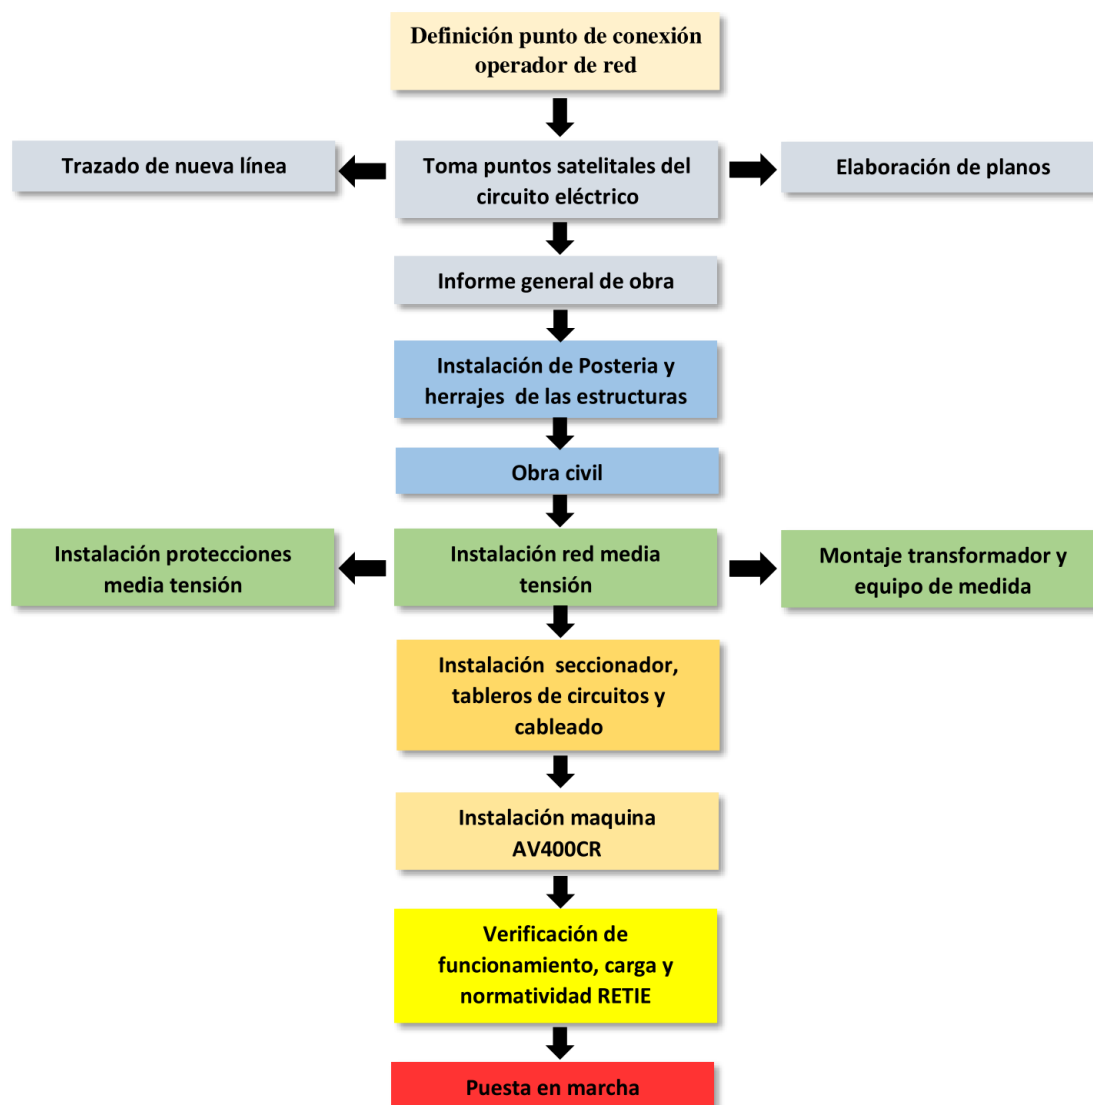 Definición punto de conexión
operador de red
Trazado de nueva línea
Toma puntos satelitales del
circuito eléctrico
Elaboración de planos
Informe general de obra
Instalación de Posteria y
herrajes de las estructuras
Obra civil
Instalación protecciones
media tensión
Instalación red media
tensión
Montaje transformador y
equipo de medida
Instalación seccionador,
tableros de circuitos y
cableado
Instalación maquina
AV400CR
Verificación de
funcionamiento, carga y
normatividad RETIE
Puesta en marcha